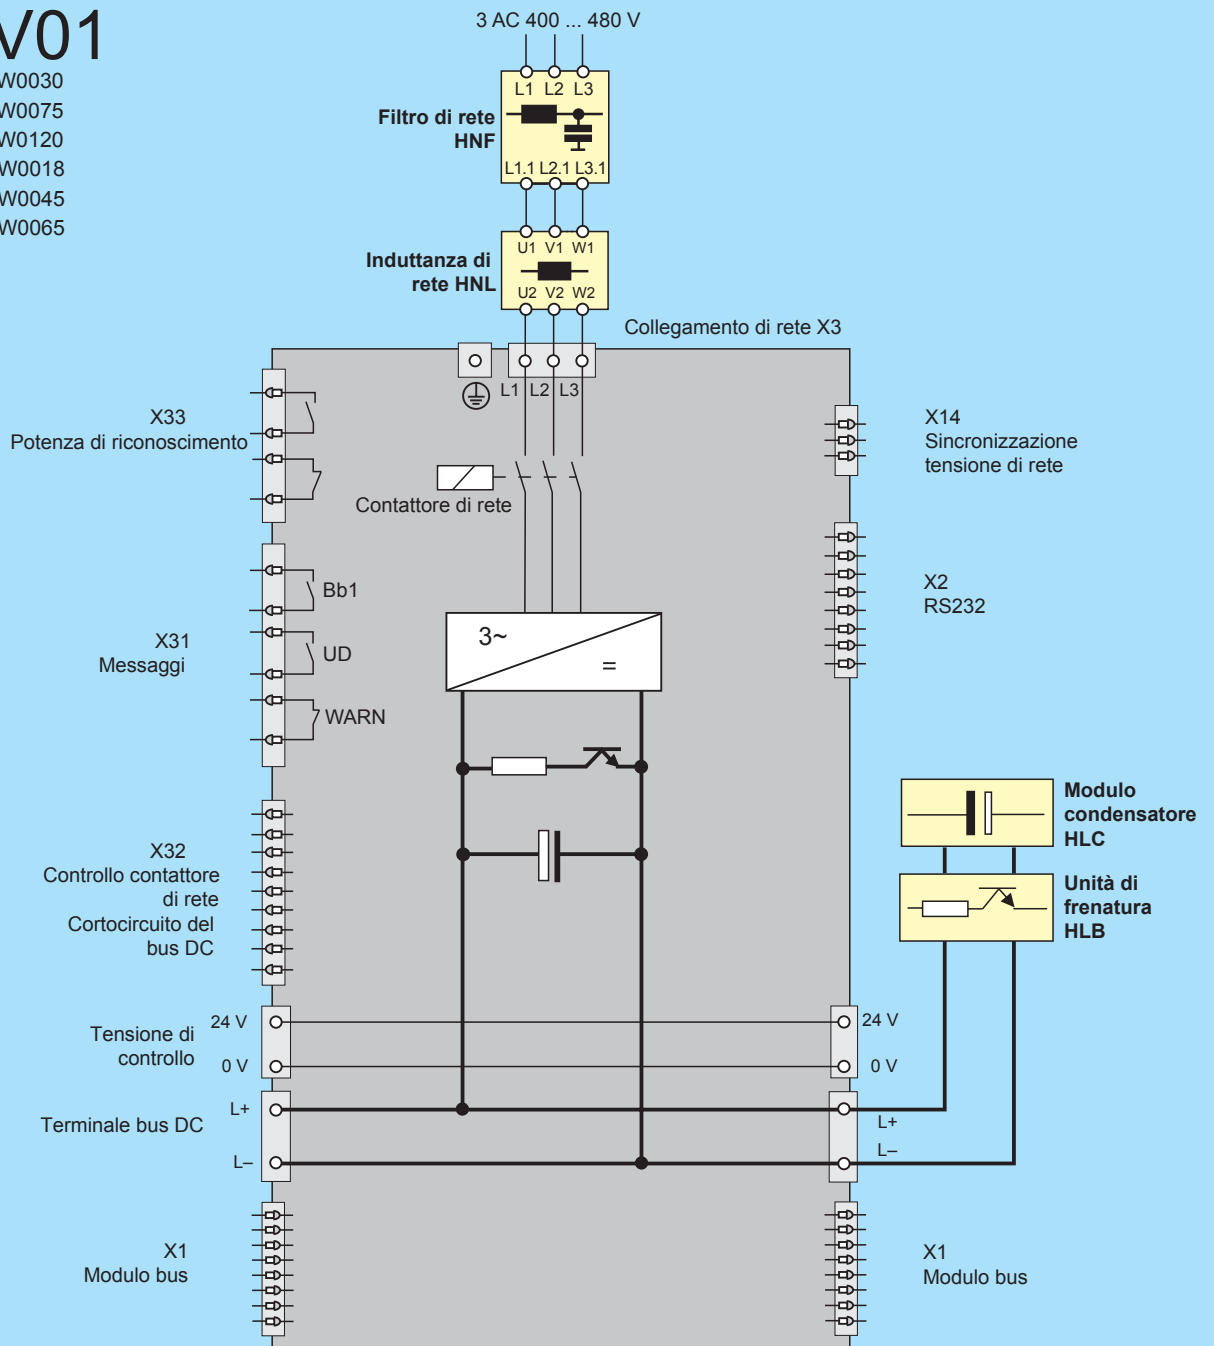 V01
W0030
W0075
W0120
W0018
W0045
W0065
3 AC 400 ... 480 V
L1 L2 L3
Filtro di rete
HNF
L1.1 L2.1 L3.1
U1 V1 W1
Induttanza di
rete HNL
U2 V2 W2
Collegamento di rete X3
L1 L2 L3
X33
Potenza di riconoscimento
X14
Sincronizzazione
tensione di rete
Contattore di rete
Bb1
X31
Messaggi
UD
WARN
X2
RS232
3~
=
Modulo
condensatore
HLC
Unità di
frenatura
HLB
X32
Controllo contattore
di rete
Cortocircuito del
bus DC
Tensione di
controllo
24 V
0 V
24 V
0 V
Terminale bus DC
L+
L–
L+
L–
X1
Modulo bus
X1
Modulo bus